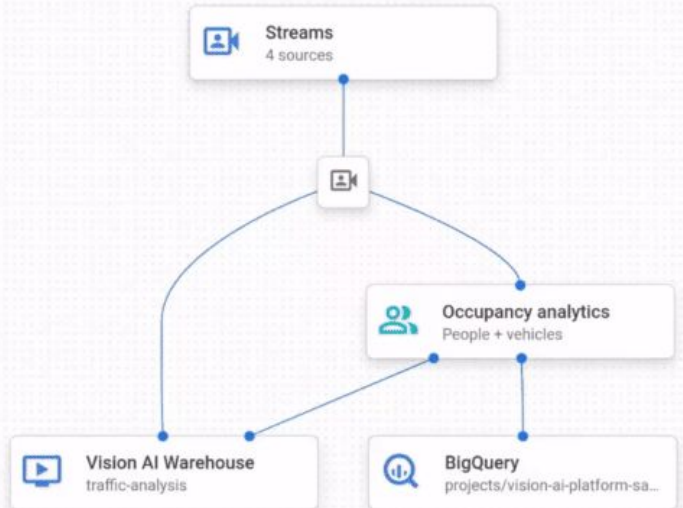 Streams
4 sources
Occupancy analytics
People + vehicles
Vision AI Warehouse
traffic-analysis
BigQuery
projects/vision-ai-platform-sa...